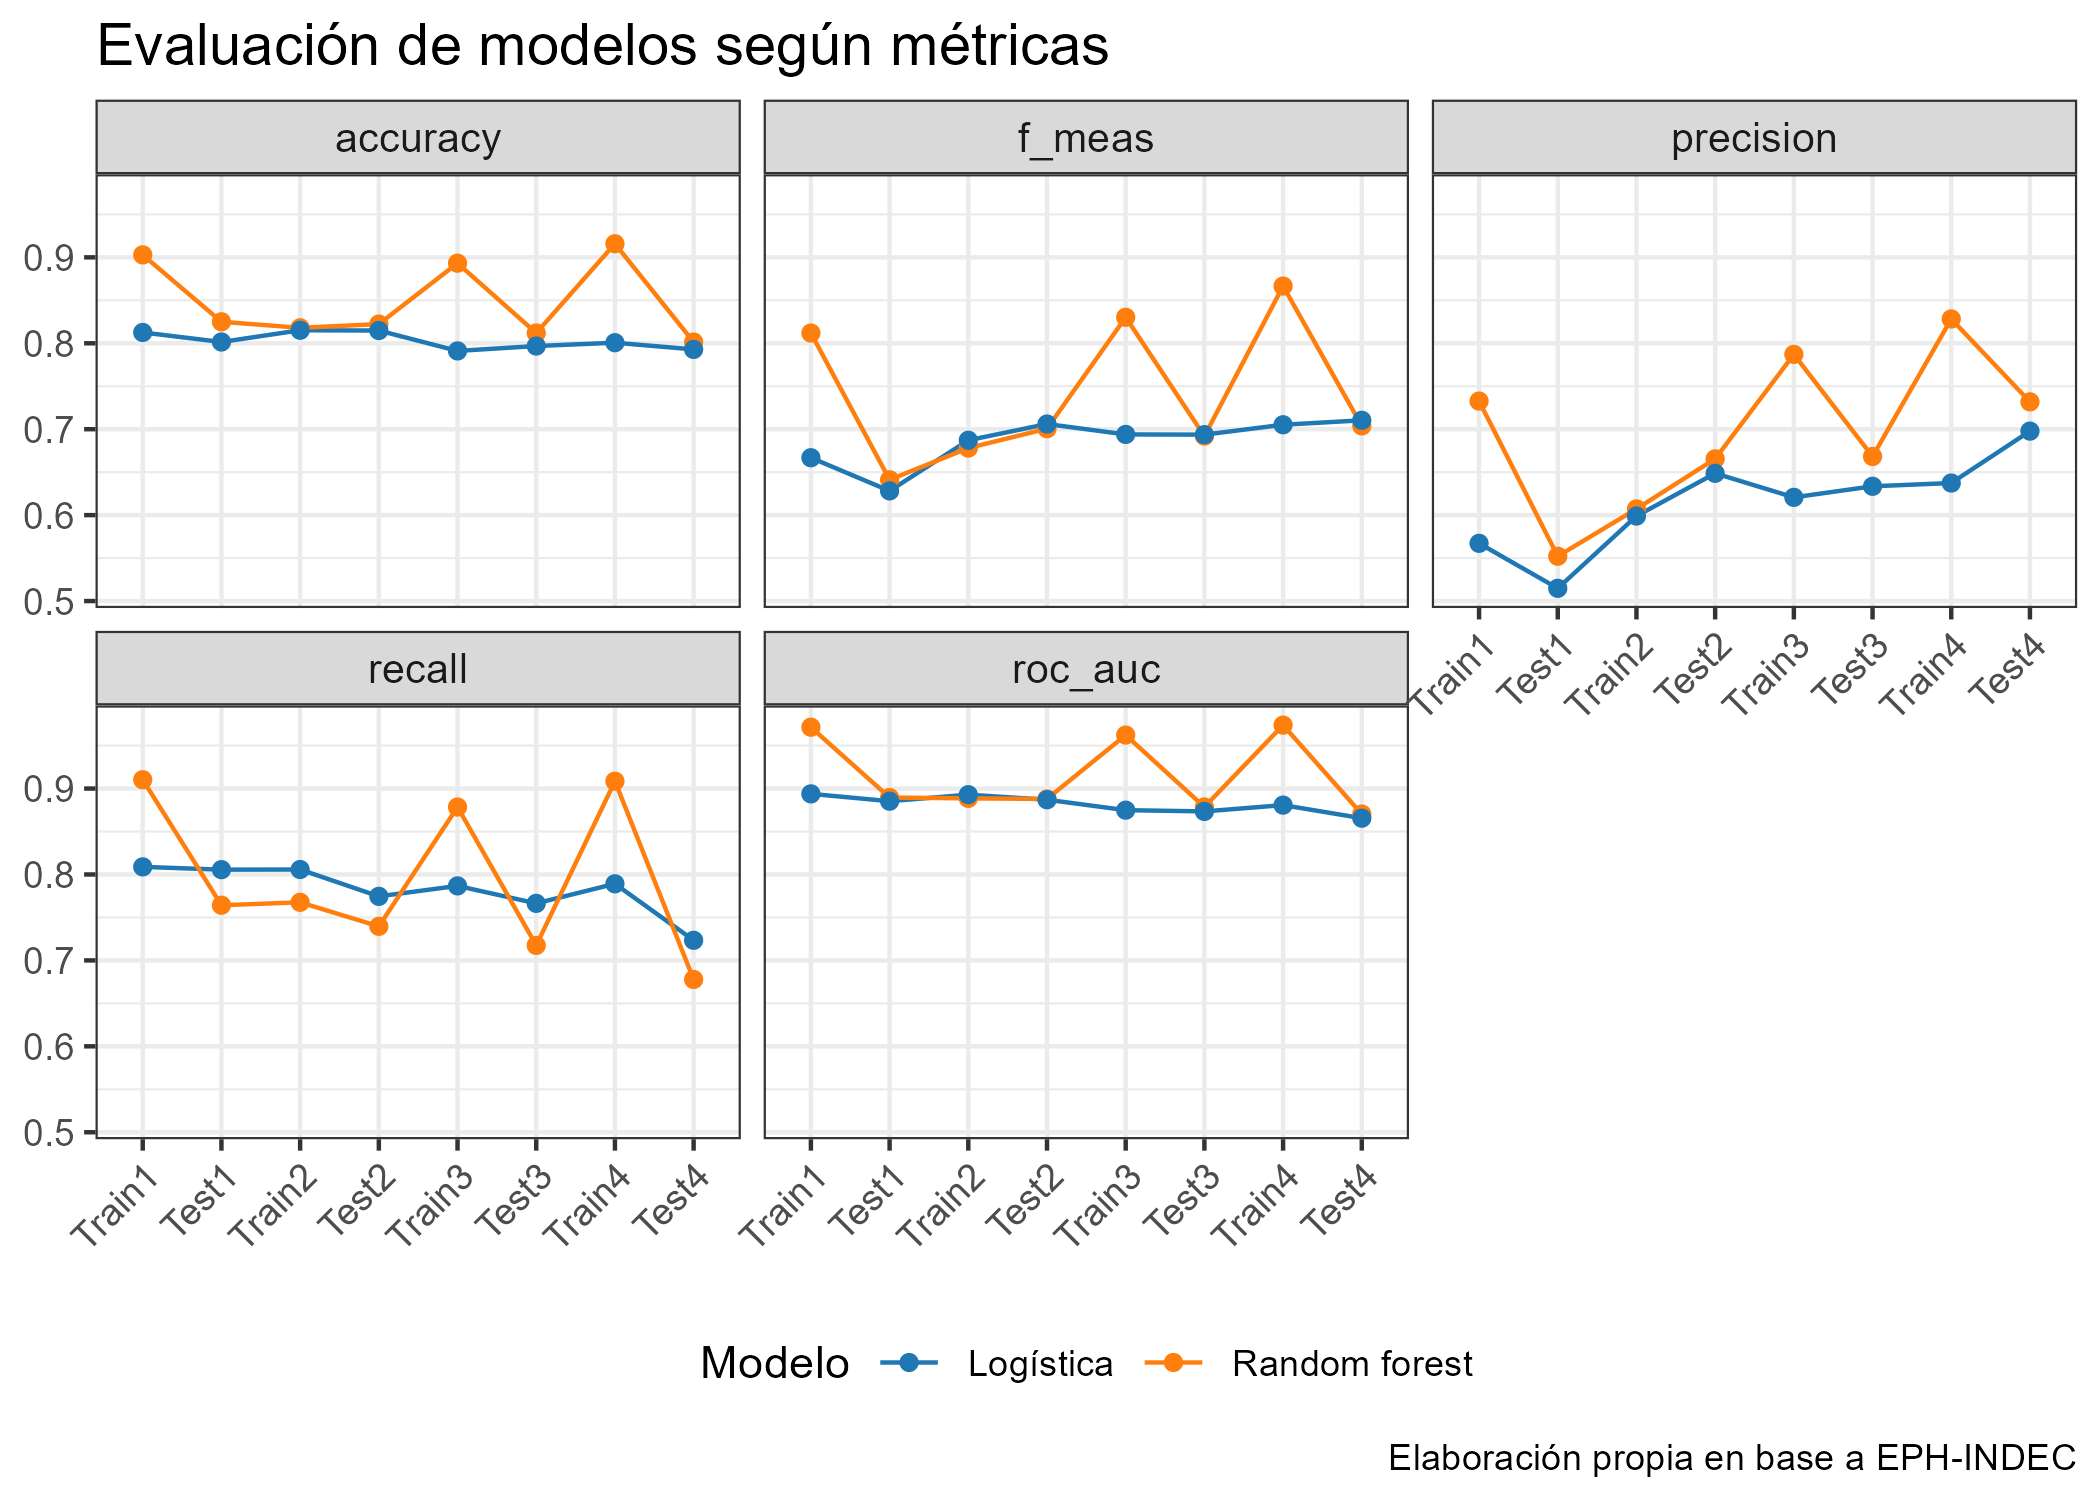 Evaluación de modelos según métricas
accuracy
f_meas
precision
0.9
0.8
0.7
0.6
0.5
Train1
Test1
Train2
Test2
Train3
Test3
Train4
Test4
recall
roc_auc
0.9
0.8
0.7
0.6
0.5
Train1
Test1
Train2
Test2
Train3
Test3
Train4
Test4
Train1
Test1
Train2
Test2
Train3
Test3
Train4
Test4
Modelo Logística Random forest
Elaboración propia en base a EPH-INDEC